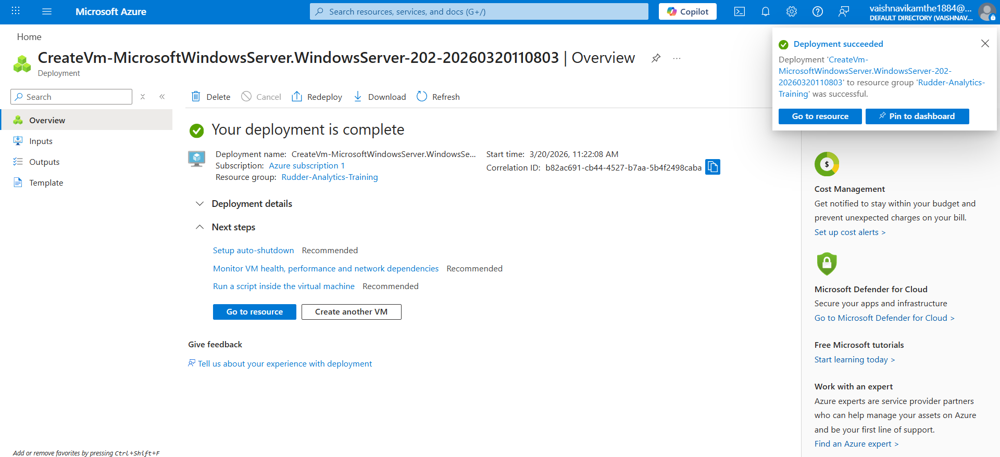 Microsoft Azure
Search resources, services, and docs (G+/)
Copilot
vaishnavikamthe1884@...
DEFAULT DIRECTORY (VAISHNAV...
Home
CreateVm-MicrosoftWindowsServer.WindowsServer-202-20260320110803 | Overview
Deployment
Deployment succeeded
Deployment 'CreateVm-
MicrosoftWindowsServer.WindowsServer-202-
20260320110803' to resource group 'Rudder-Analytics-
Training' was successful.
Go to resource
Pin to dashboard
Search
Overview
Inputs
Outputs
Template
Delete
Cancel
Redeploy
Download
Refresh
Your deployment is complete
Deployment name: CreateVm-MicrosoftWindowsServer.WindowsSe...
Subscription: Azure subscription 1
Resource group: Rudder-Analytics-Training
Start time: 3/20/2026, 11:22:08 AM
Correlation ID: b82ac691-cb44-4527-b7aa-5b4f2498caba
Deployment details
Next steps
Setup auto-shutdown Recommended
Monitor VM health, performance and network dependencies Recommended
Run a script inside the virtual machine Recommended
Go to resource
Create another VM
Give feedback
Tell us about your experience with deployment
$
Cost Management
Get notified to stay within your budget and
prevent unexpected charges on your bill.
Set up cost alerts >
Microsoft Defender for Cloud
Secure your apps and infrastructure
Go to Microsoft Defender for Cloud >
Free Microsoft tutorials
Start learning today >
Work with an expert
Azure experts are service provider partners
who can help manage your assets on Azure
and be your first line of support.
Find an Azure expert >
Add or remove favorites by pressing Ctrl+Shift+F